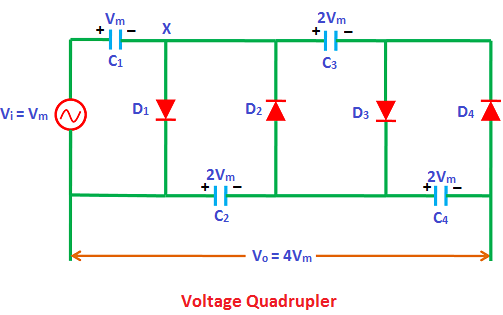 Vm
+ −
X
C1
2Vm
+ −
C3
Vi = Vm
D1
D2
D3
D4
2Vm
+ −
C2
2Vm
+ −
C4
Vo = 4Vm
Voltage Quadrupler